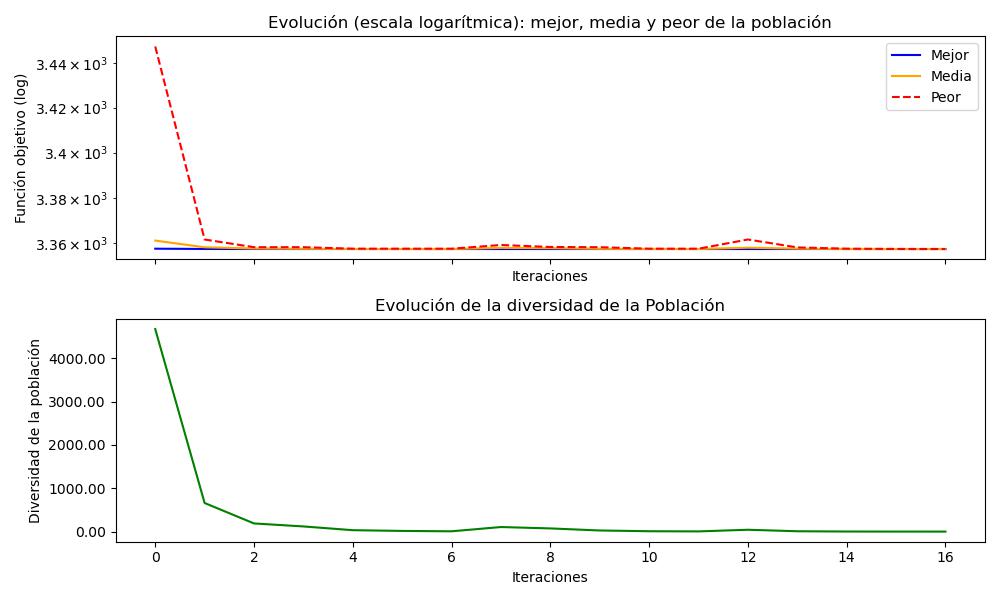 Evolución (escala logarítmica): mejor, media y peor de la población
Función objetivo (log)
3.44 × 10³
3.42 × 10³
3.4 × 10³
3.38 × 10³
3.36 × 10³
Mejor
Media
Peor
Iteraciones
Evolución de la diversidad de la Población
Diversidad de la población
4000.00
3000.00
2000.00
1000.00
0.00
0 2 4 6 8 10 12 14 16
Iteraciones